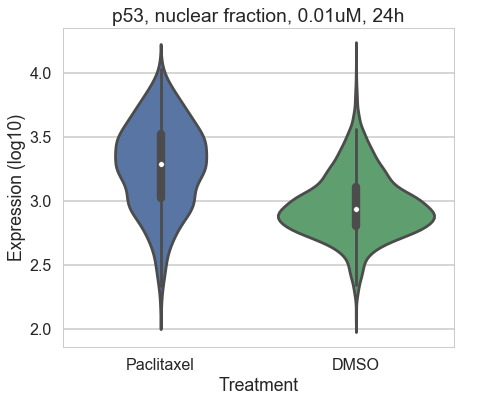 p53, nuclear fraction, 0.01uM, 24h
Expression (log10)
4.0
3.5
3.0
2.5
2.0
Paclitaxel DMSO
Treatment